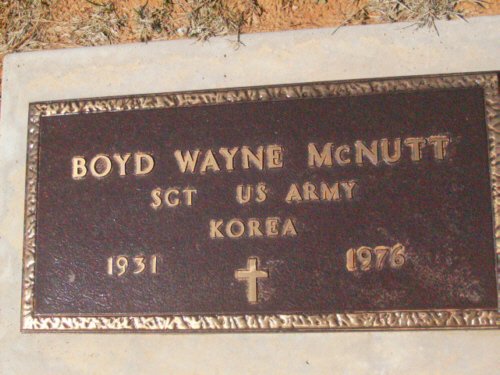 BOYD WAYNE McNUTT
SGT US ARMY
KOREA
1931 1976